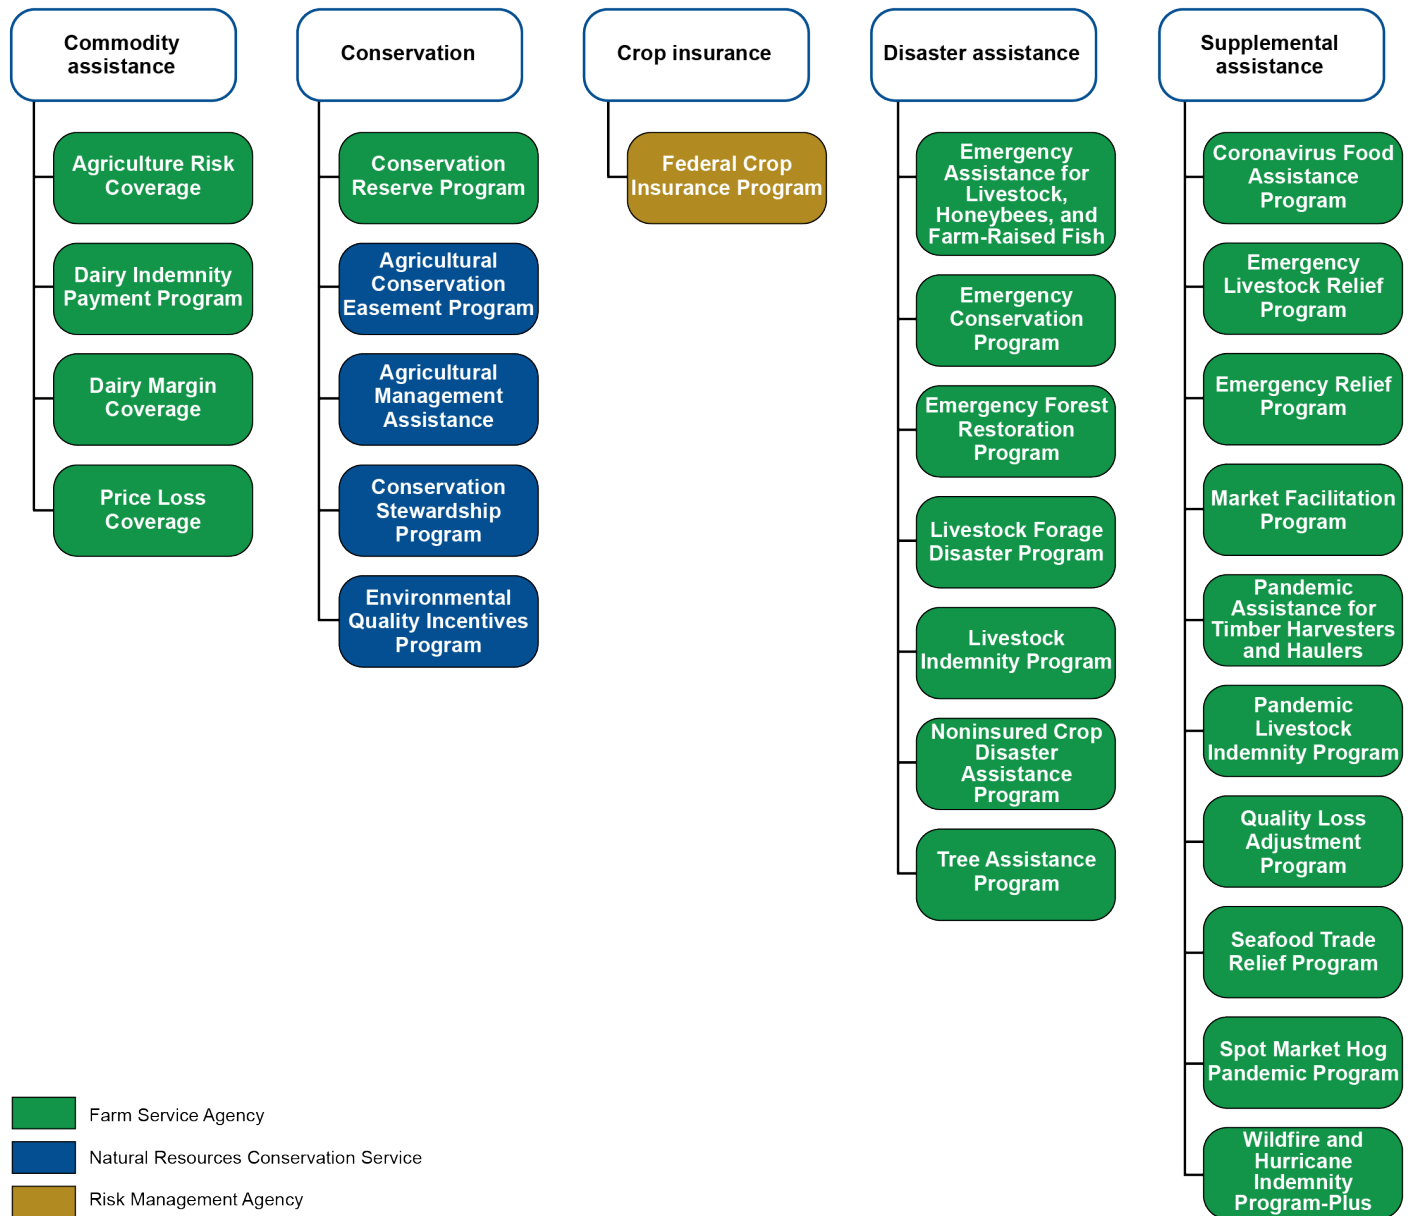 Commodity
assistance
Agriculture Risk
Coverage
Dairy Indemnity
Payment Program
Dairy Margin
Coverage
Price Loss
Coverage
Conservation
Conservation
Reserve Program
Agricultural
Conservation
Easement Program
Agricultural
Management
Assistance
Conservation
Stewardship
Program
Environmental
Quality Incentives
Program
Crop insurance
Federal Crop
Insurance Program
Disaster assistance
Emergency
Assistance for
Livestock,
Honeybees, and
Farm-Raised Fish
Emergency
Conservation
Program
Emergency Forest
Restoration
Program
Livestock Forage
Disaster Program
Livestock
Indemnity Program
Noninsured Crop
Disaster
Assistance
Program
Tree Assistance
Program
Supplemental
assistance
Coronavirus Food
Assistance
Program
Emergency
Livestock Relief
Program
Emergency Relief
Program
Market Facilitation
Program
Pandemic
Assistance for
Timber Harvesters
and Haulers
Pandemic
Livestock
Indemnity Program
Quality Loss
Adjustment
Program
Seafood Trade
Relief Program
Spot Market Hog
Pandemic Program
Wildfire and
Hurricane
Indemnity
Program-Plus
Farm Service Agency
Natural Resources Conservation Service
Risk Management Agency